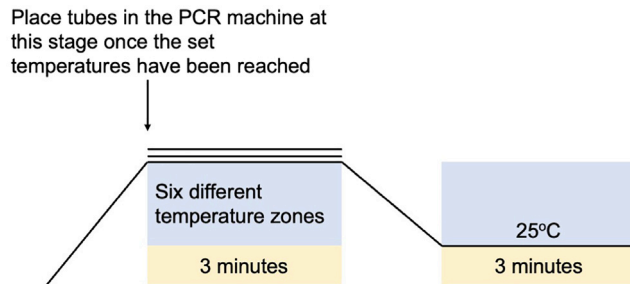 Place tubes in the PCR machine at
this stage once the set
temperatures have been reached
Six different
temperature zones
25°C
3 minutes
3 minutes